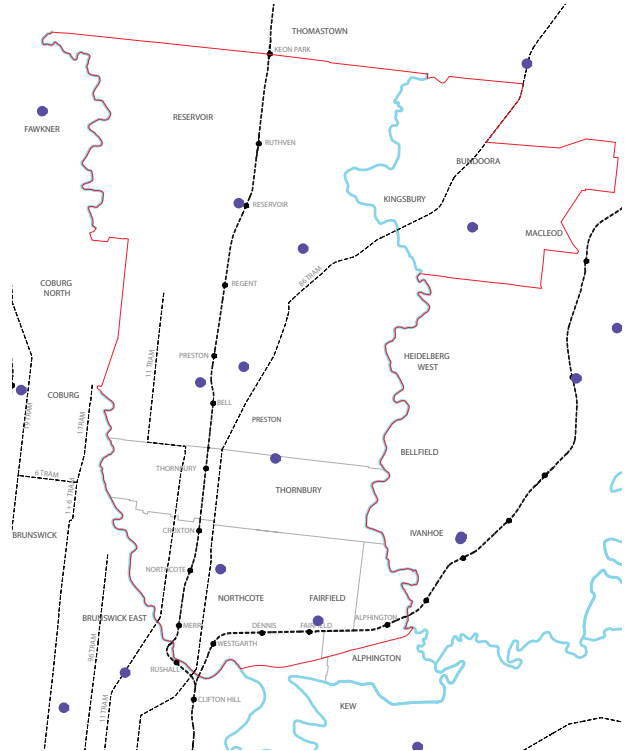 THOMASTOWN
KEON PARK
RESERVOIR
FAWKNER
RUTHVEN
BUNDOORA
KINGSBURY
RESERVOIR
MACLEOD
86 TRAM
COBURG
NORTH
REGENT
11 TRAM
PRESTON
HEIDELBERG
WEST
COBURG
19 TRAM
1 TRAM
BELL
PRESTON
BELLFIELD
THORNBURY
6 TRAM
1 + 6 TRAM
THORNBURY
BRUNSWICK
CROXTON
IVANHOE
NORTHCOTE
NORTHCOTE
FAIRFIELD
BRUNSWICK EAST
MERRI
DENNIS
FAIRFIELD
ALPHINGTON
96 TRAM
WESTGARTH
RUSHALL
ALPHINGTON
11 TRAM
CLIFTON HILL
KEW